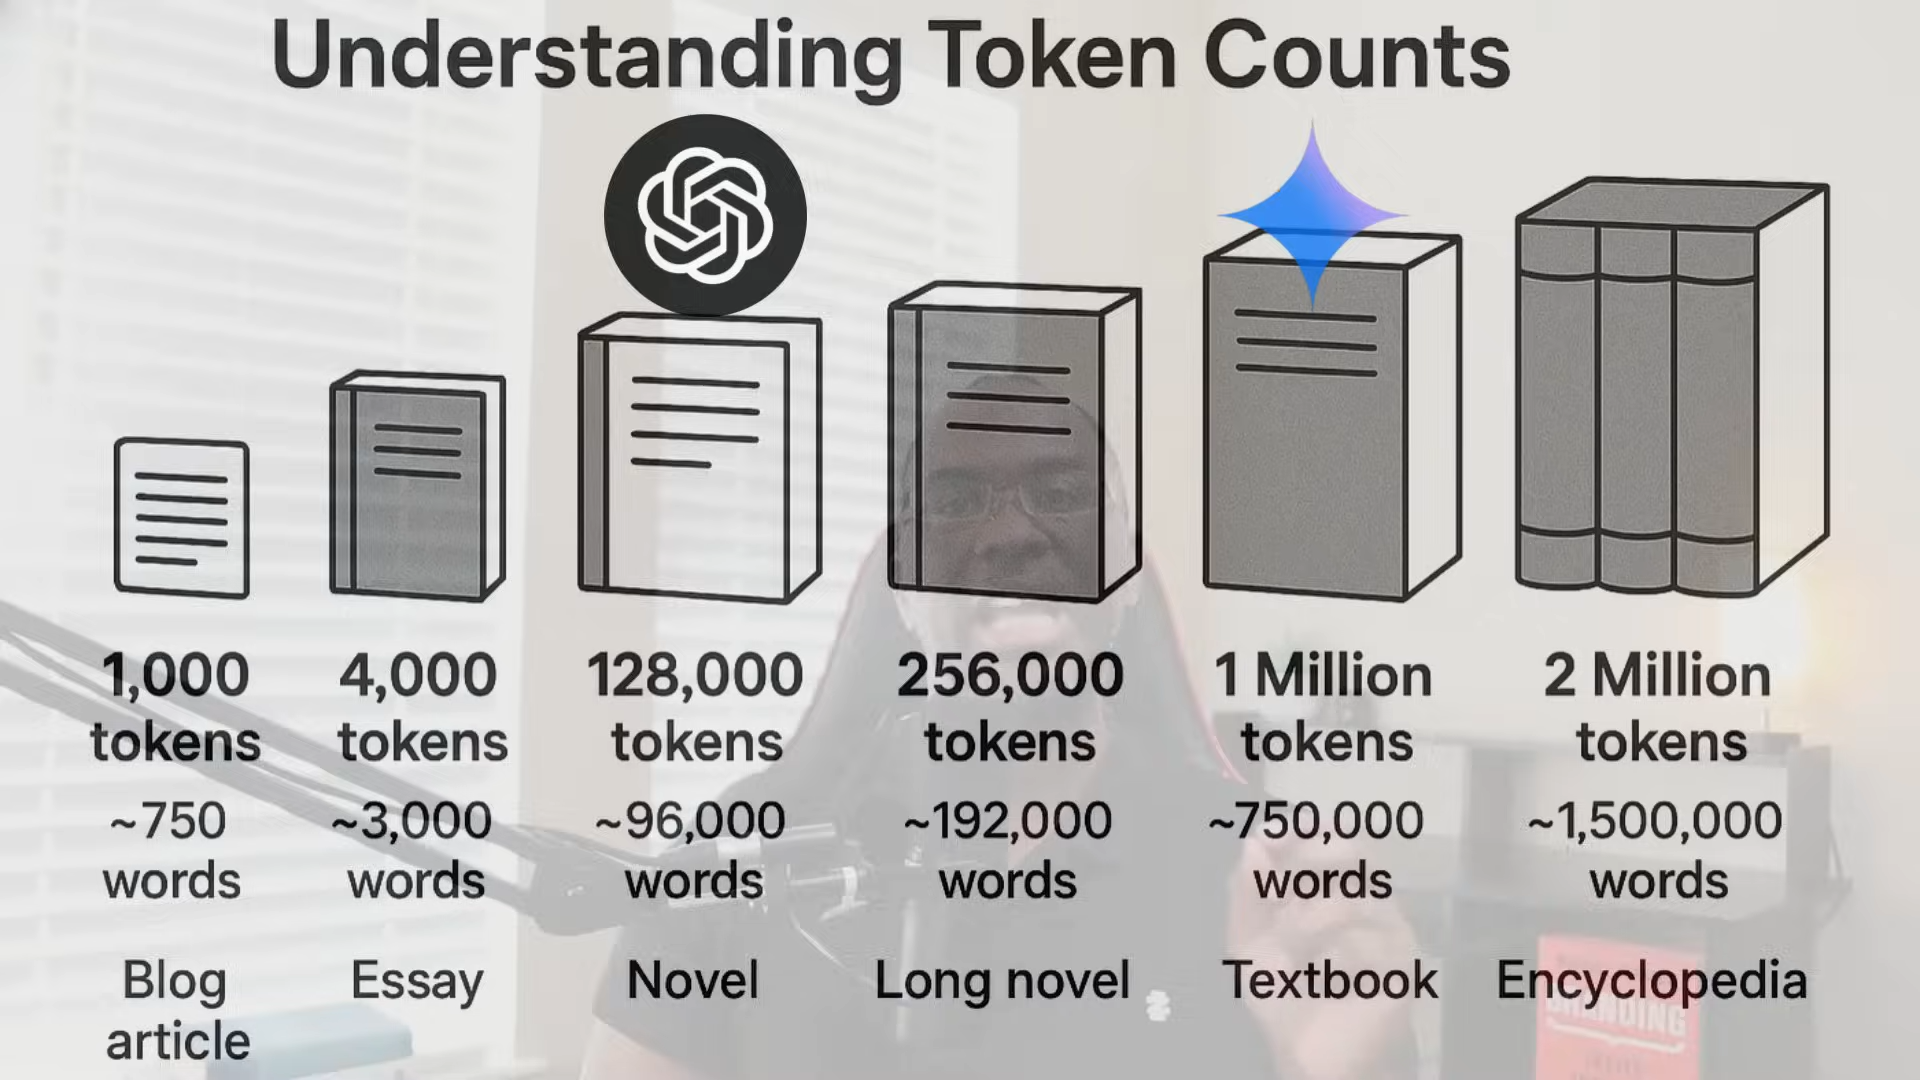 Understanding Token Counts
1,000
tokens
~750
words
Blog
article
4,000
tokens
~3,000
words
Essay
128,000
tokens
~96,000
words
Novel
256,000
tokens
~192,000
words
Long novel
1 Million
tokens
~750,000
words
Textbook
2 Million
tokens
~1,500,000
words
Encyclopedia
BRANDING